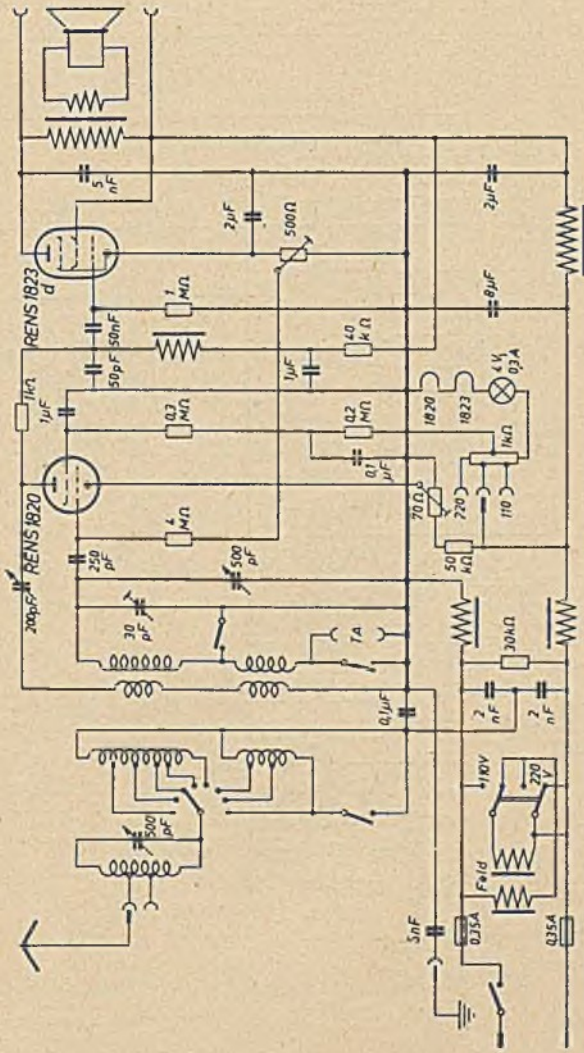 500
pF
200pF
RENS 1820
1kΩ
RENS 1823
d
30
pF
250
pF
1µF
50pF
50nF
5
nF
4
MΩ
0,3
MΩ
1
MΩ
2µF
500
pF
500Ω
TA
0,1
µF
0,2
MΩ
1µF
40
kΩ
0,1µF
5nF
70Ω
1820
1823
50
kΩ
220
110
1kΩ
4V,
0,3A
8µF
2µF
30kΩ
2
nF
2
nF
110V
220
V
Feld
0,35A
0,35A